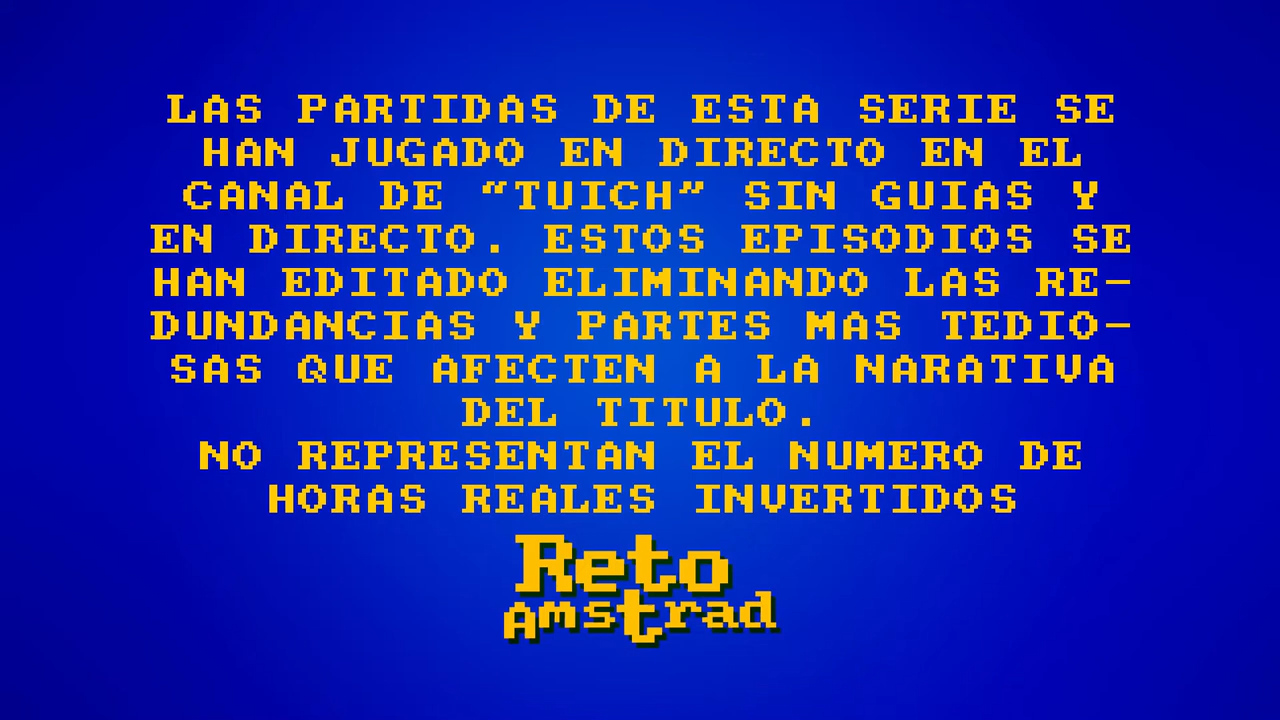 LAS PARTIDAS DE ESTA SERIE SE
HAN JUGADO EN DIRECTO EN EL
CANAL DE “TUICH” SIN GUIAS Y
EN DIRECTO. ESTOS EPISODIOS SE
HAN EDITADO ELIMINANDO LAS RE-
DUNDANCIAS Y PARTES MAS TEDIO-
SAS QUE AFECTEN A LA NARATIVA
DEL TITULO.
NO REPRESENTAN EL NUMERO DE
HORAS REALES INVERTIDOS
Reto
Amstrad